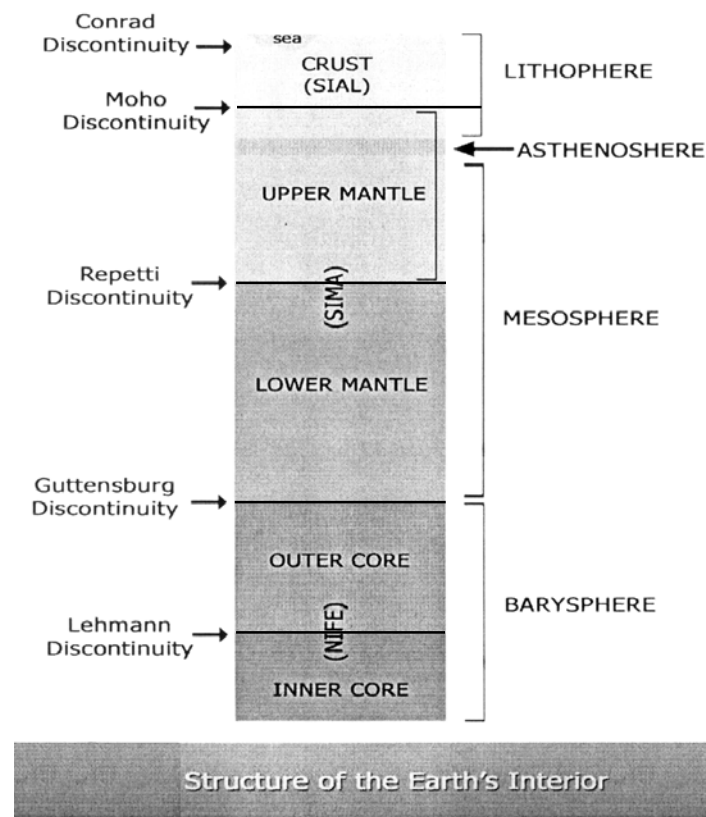 Conrad
Discontinuity
sea
CRUST
(SIAL)
LITHOPHERE
Moho
Discontinuity
ASTHENOSHERE
UPPER MANTLE
Repetti
Discontinuity
(SIMA)
MESOSPHERE
LOWER MANTLE
Guttensburg
Discontinuity
OUTER CORE
BARYSPHERE
Lehmann
Discontinuity
(NIFE)
INNER CORE
Structure of the Earth's Interior